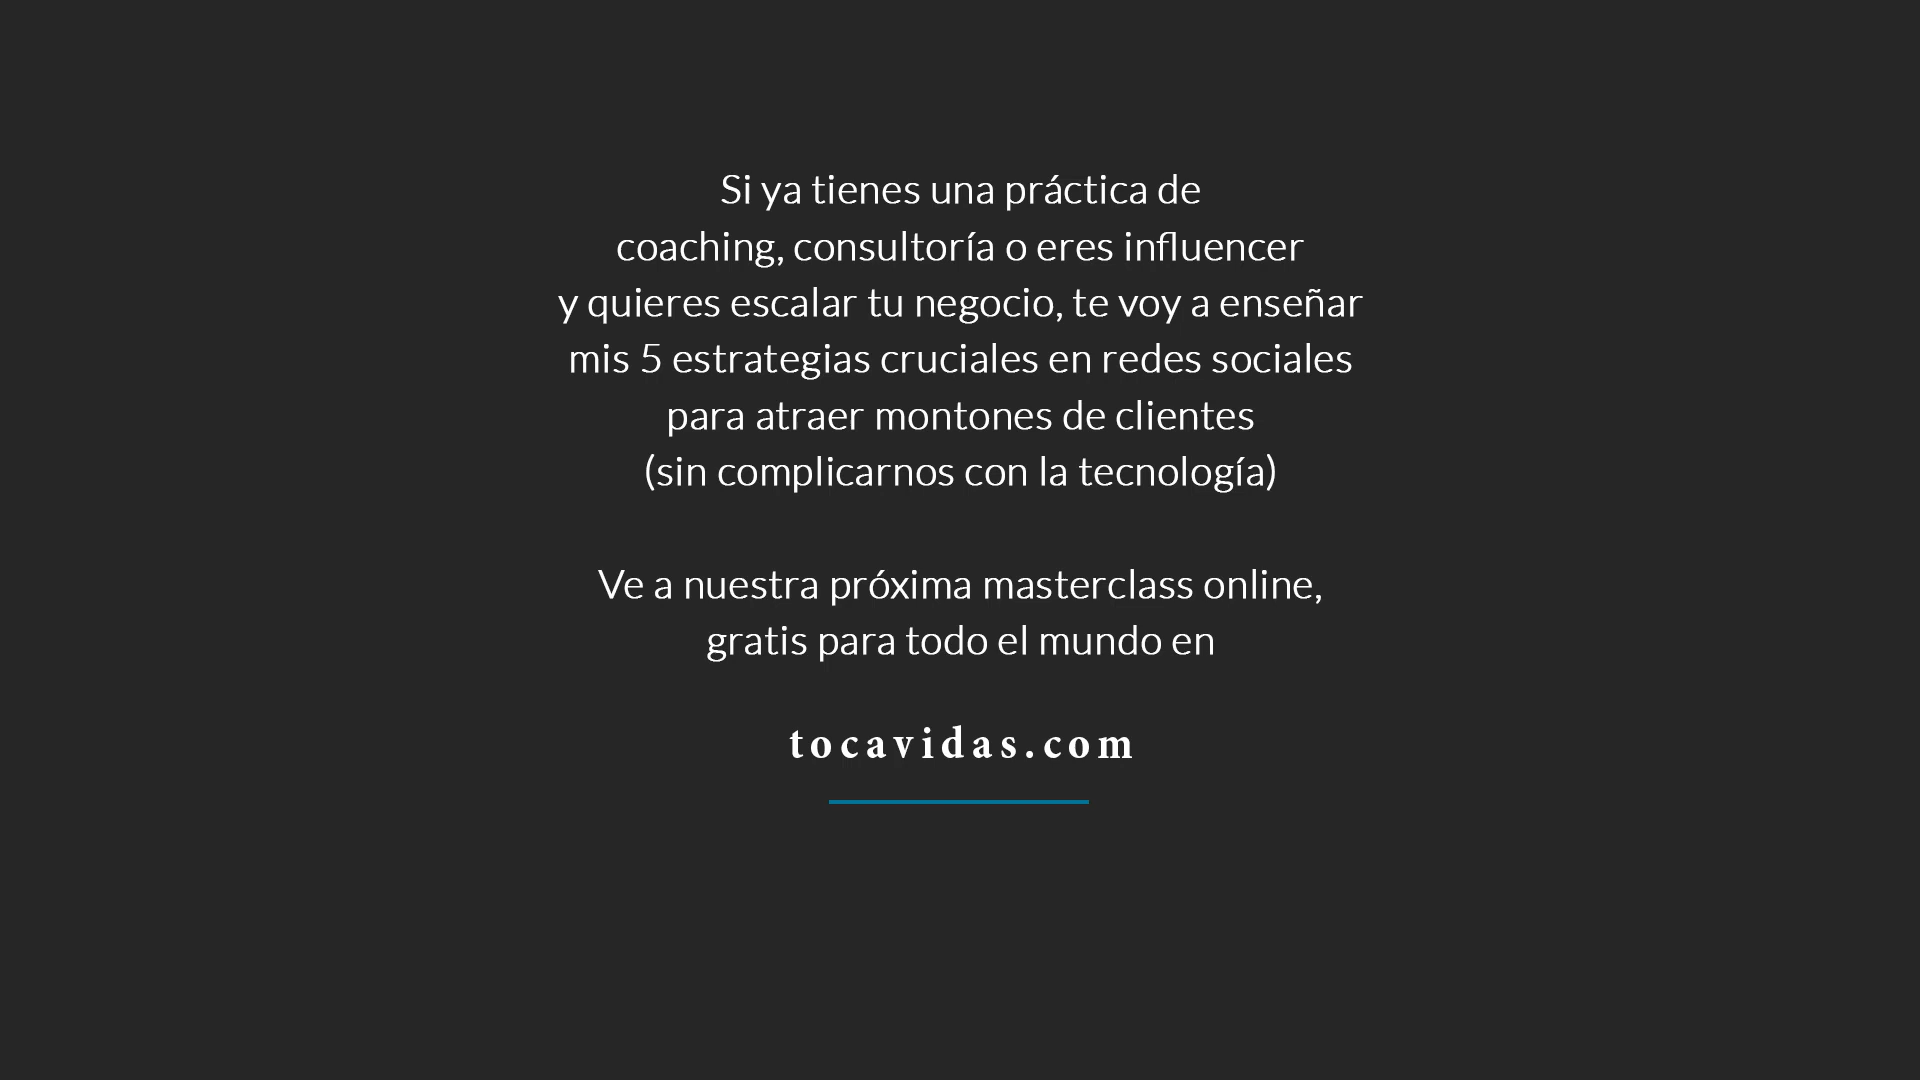 Si ya tienes una práctica de
coaching, consultoría o eres influencer
y quieres escalar tu negocio, te voy a enseñar
mis 5 estrategias cruciales en redes sociales
para atraer montones de clientes
(sin complicarnos con la tecnología)
Ve a nuestra próxima masterclass online,
gratis para todo el mundo en
tocavidas.com